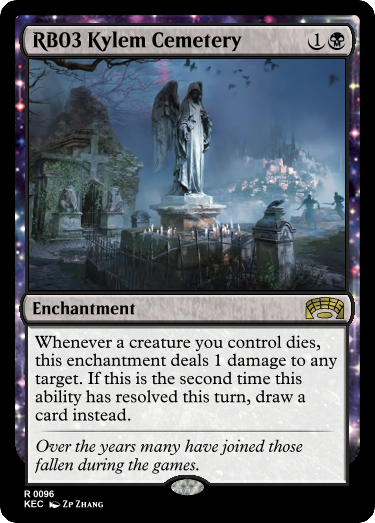 RB03 Kylem Cemetery 1
Enchantment
Whenever a creature you control dies,
this enchantment deals 1 damage to any
target. If this is the second time this
ability has resolved this turn, draw a
card instead.
Over the years many have joined those
fallen during the games.
R 0096
KEC ZP ZHANG